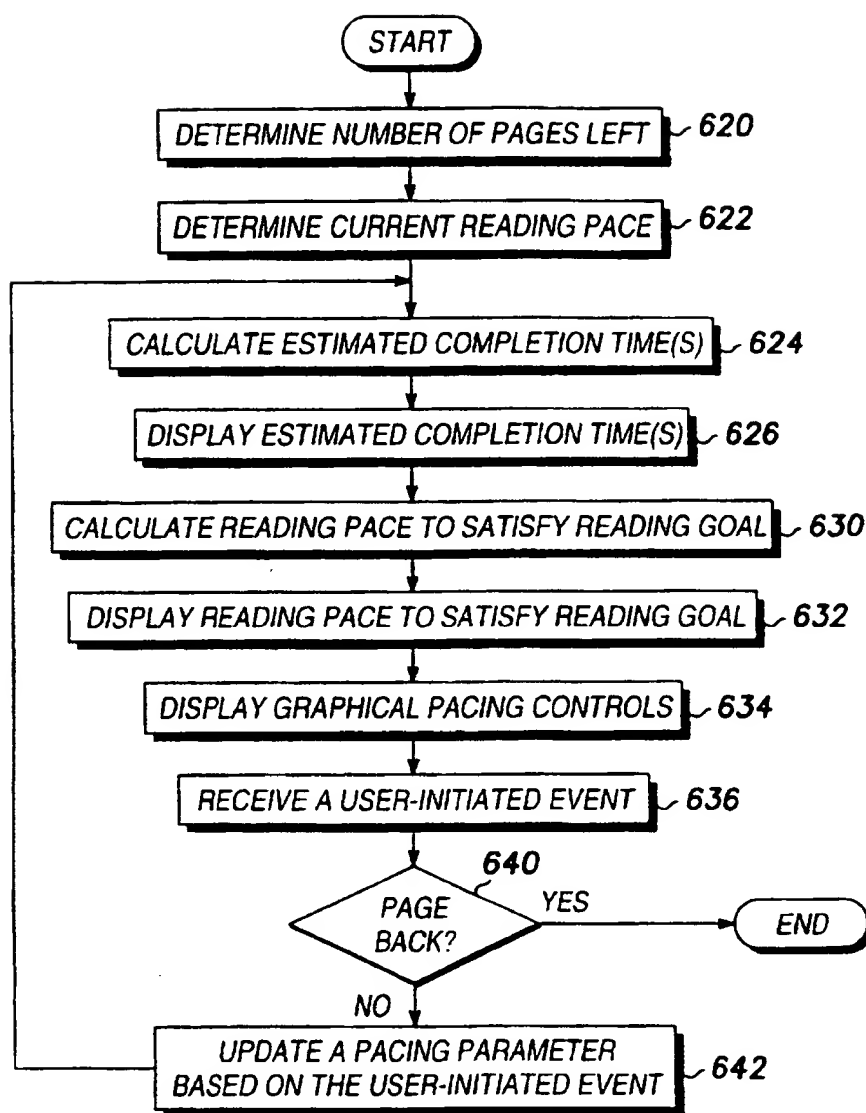 START
DETERMINE NUMBER OF PAGES LEFT 620
DETERMINE CURRENT READING PACE 622
CALCULATE ESTIMATED COMPLETION TIME(S) 624
DISPLAY ESTIMATED COMPLETION TIME(S) 626
CALCULATE READING PACE TO SATISFY READING GOAL 630
DISPLAY READING PACE TO SATISFY READING GOAL 632
DISPLAY GRAPHICAL PACING CONTROLS 634
RECEIVE A USER-INITIATED EVENT 636
640
PAGE
BACK?
YES
END
NO
UPDATE A PACING PARAMETER
BASED ON THE USER-INITIATED EVENT 642